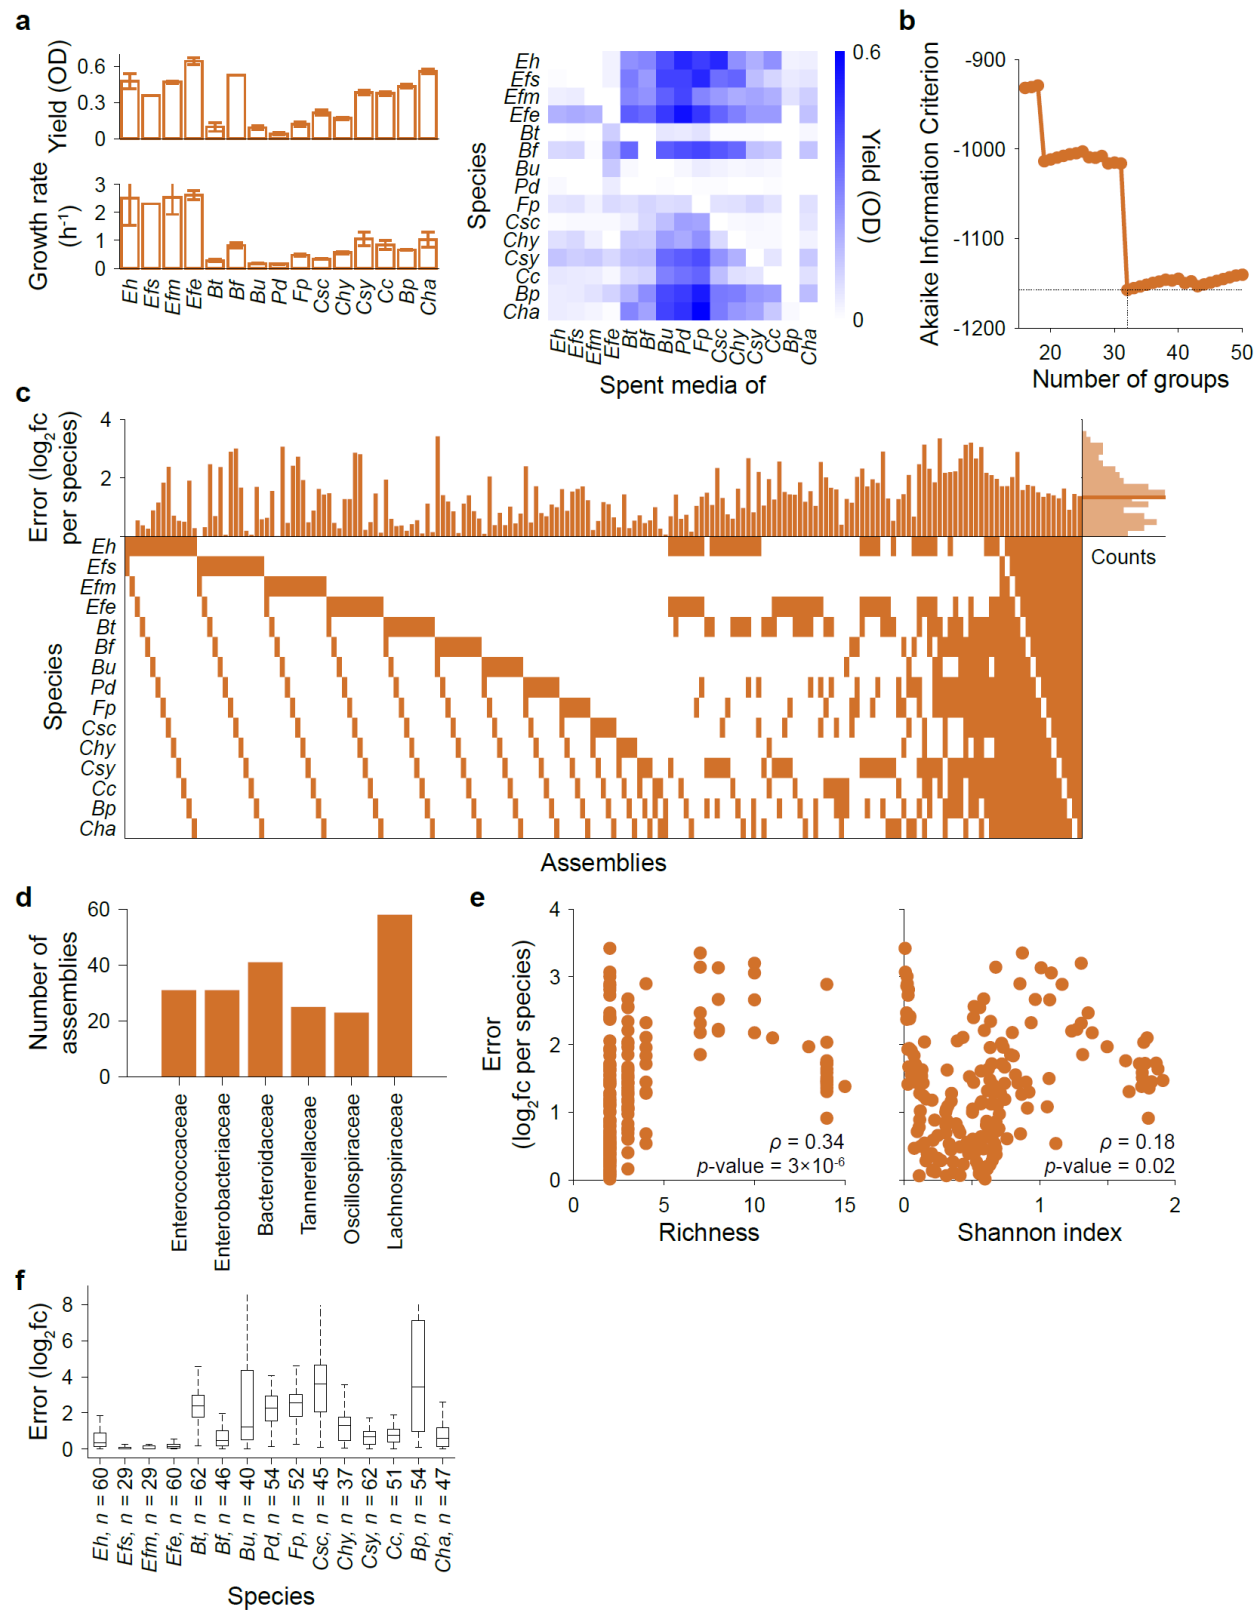 a
Yield (OD)
0.6
0.3
0
Growth rate
(h-1)
3
2
1
0
Eh
Efs
Efm
Efe
Bt
Bf
Bu
Pd
Fp
Csc
Chy
Csy
Cc
Bp
Cha
Species
Eh
Efs
Efm
Efe
Bt
Bf
Bu
Pd
Fp
Csc
Chy
Csy
Cc
Bp
Cha
Eh
Efs
Efm
Efe
Bt
Bf
Bu
Pd
Fp
Csc
Chy
Csy
Cc
Bp
Cha
Spent media of
0.6
Yield (OD)
0
b
Akaike Information Criterion
-900
-1000
-1100
-1200
20
30
40
50
Number of groups
c
Error (log2fc
per species)
4
2
Counts
Species
Eh
Efs
Efm
Efe
Bt
Bf
Bu
Pd
Fp
Csc
Chy
Csy
Cc
Bp
Cha
Assemblies
d
Number of
assemblies
60
40
20
0
Enterococcaceae
Enterobacteriaceae
Bacteroidaceae
Tannerellaceae
Oscillospiraceae
Lachnospiraceae
e
Error
(log2fc per species)
4
3
2
1
0
ρ = 0.34
p-value = 3×10-6
0
5
10
15
Richness
ρ = 0.18
p-value = 0.02
0
1
2
Shannon index
f
Error (log2fc)
8
6
4
2
0
Eh, n = 60
Efs, n = 29
Efm, n = 29
Efe, n = 60
Bt, n = 62
Bf, n = 46
Bu, n = 40
Pd, n = 54
Fp, n = 52
Csc, n = 45
Chy, n = 37
Csy, n = 62
Cc, n = 51
Bp, n = 54
Cha, n = 47
Species